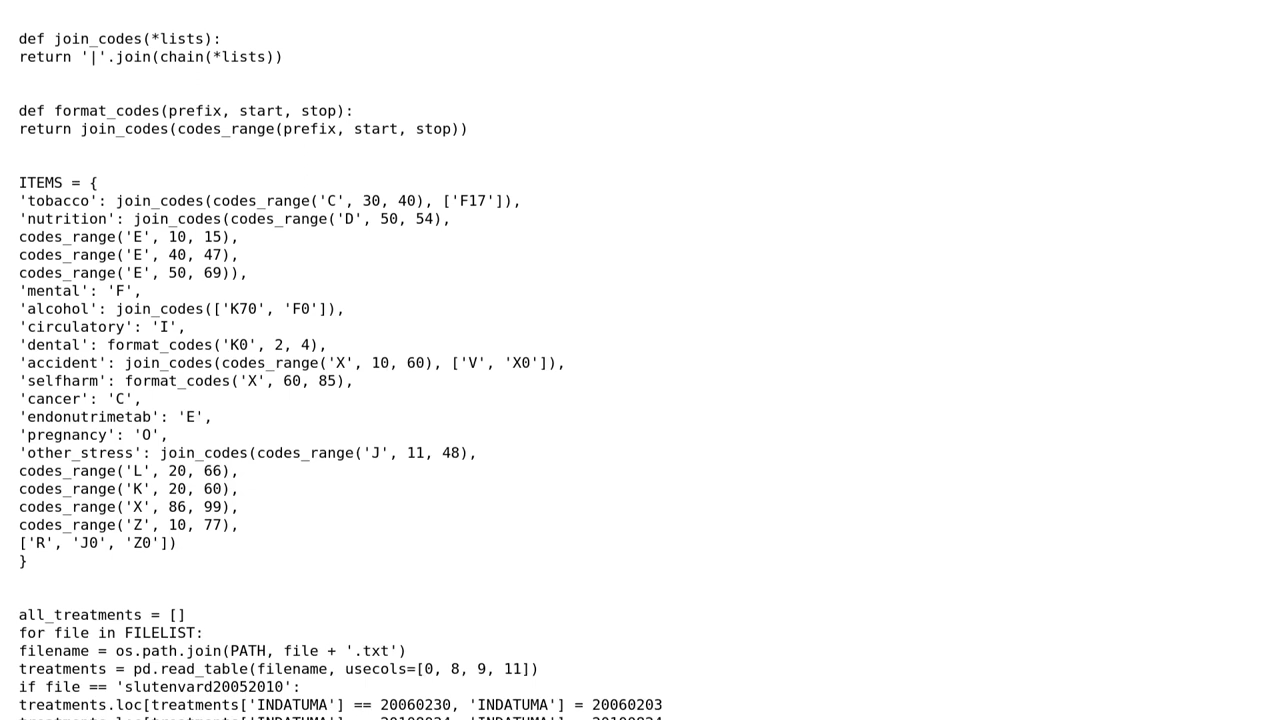 def join_codes(*lists):
return '|'.join(chain(*lists))
def format_codes(prefix, start, stop):
return join_codes(codes_range(prefix, start, stop))
ITEMS = {
'tobacco': join_codes(codes_range('C', 30, 40), ['F17']),
'nutrition': join_codes(codes_range('D', 50, 54),
codes_range('E', 10, 15),
codes_range('E', 40, 47),
codes_range('E', 50, 69)),
'mental': 'F',
'alcohol': join_codes(['K70', 'F0']),
'circulatory': 'I',
'dental': format_codes('K0', 2, 4),
'accident': join_codes(codes_range('X', 10, 60), ['V', 'X0']),
'selfharm': format_codes('X', 60, 85),
'cancer': 'C',
'endonutrimetab': 'E',
'pregnancy': 'O',
'other_stress': join_codes(codes_range('J', 11, 48),
codes_range('L', 20, 66),
codes_range('K', 20, 60),
codes_range('X', 86, 99),
codes_range('Z', 10, 77),
['R', 'J0', 'Z0'])
}
all_treatments = []
for file in FILELIST:
filename = os.path.join(PATH, file + '.txt')
treatments = pd.read_table(filename, usecols=[0, 8, 9, 11])
if file == 'slutenvard20052010':
treatments.loc[treatments['INDATUMA'] == 20060230, 'INDATUMA'] = 20060203